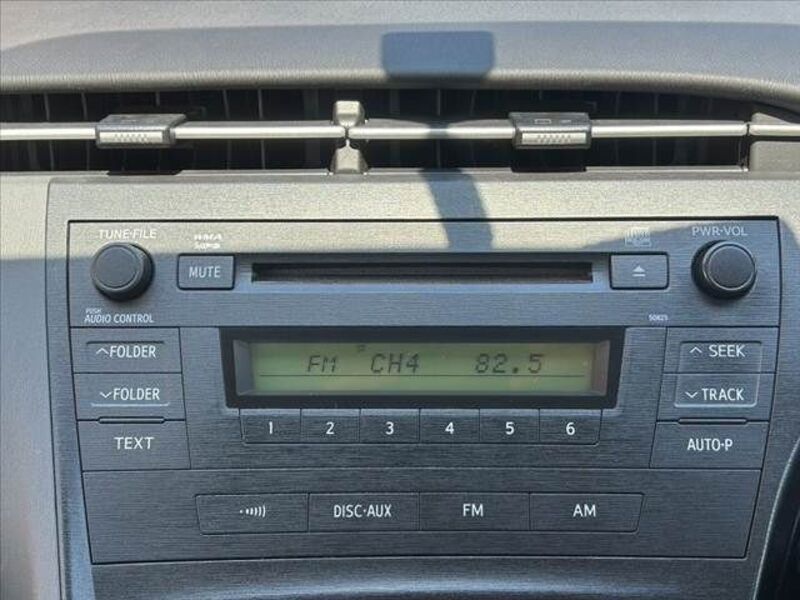 TUNE·FILE
PWR·VOL
MUTE
PUSH
AUDIO CONTROL
50823
^FOLDER
FM CH4 82.5
^ SEEK
⌵FOLDER
⌵ TRACK
1 2 3 4 5 6
TEXT
AUTO·P
DISC·AUX
FM
AM